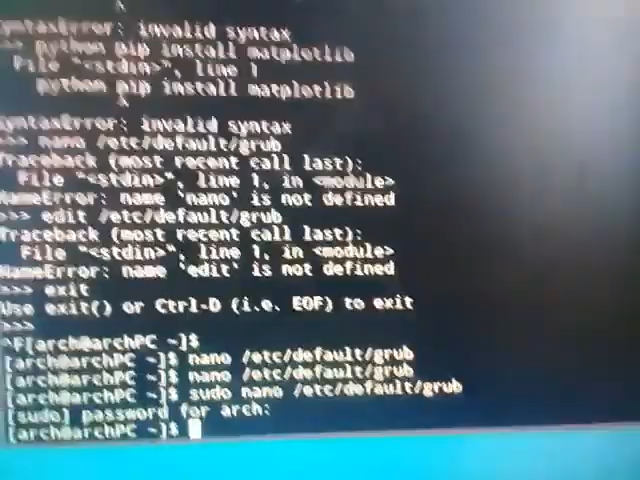 ^
yntaxError: invalid syntax
>>> python pip install matplotlib
File "<stdin>", line 1
python pip install matplotlib
^
yntaxError: invalid syntax
>>> nano /etc/default/grub
Traceback (most recent call last):
File "<stdin>", line 1, in <module>
NameError: name 'nano' is not defined
>>> edit /etc/default/grub
Traceback (most recent call last):
File "<stdin>", line 1, in <module>
NameError: name 'edit' is not defined
>>> exit
Use exit() or Ctrl-D (i.e. EOF) to exit
>>>
^F[arch@archPC ~]$
[arch@archPC ~]$ nano /etc/default/grub
[arch@archPC ~]$ nano /etc/default/grub
[arch@archPC ~]$ sudo nano /etc/default/grub
[sudo] password for arch:
[arch@archPC ~]$